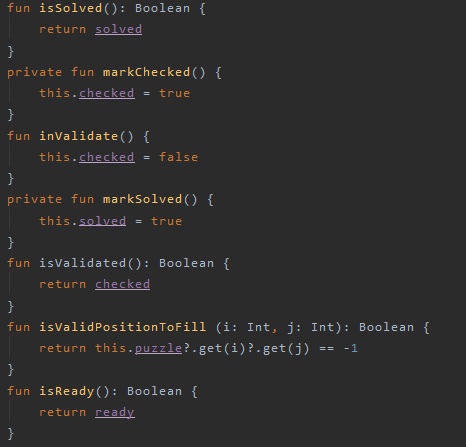 fun isSolved(): Boolean {
    return solved
}
private fun markChecked() {
    this.checked = true
}
fun inValidate() {
    this.checked = false
}
private fun markSolved() {
    this.solved = true
}
fun isValidated(): Boolean {
    return checked
}
fun isValidPositionToFill (i: Int, j: Int): Boolean {
    return this.puzzle?.get(i)?.get(j) == -1
}
fun isReady(): Boolean {
    return ready
}